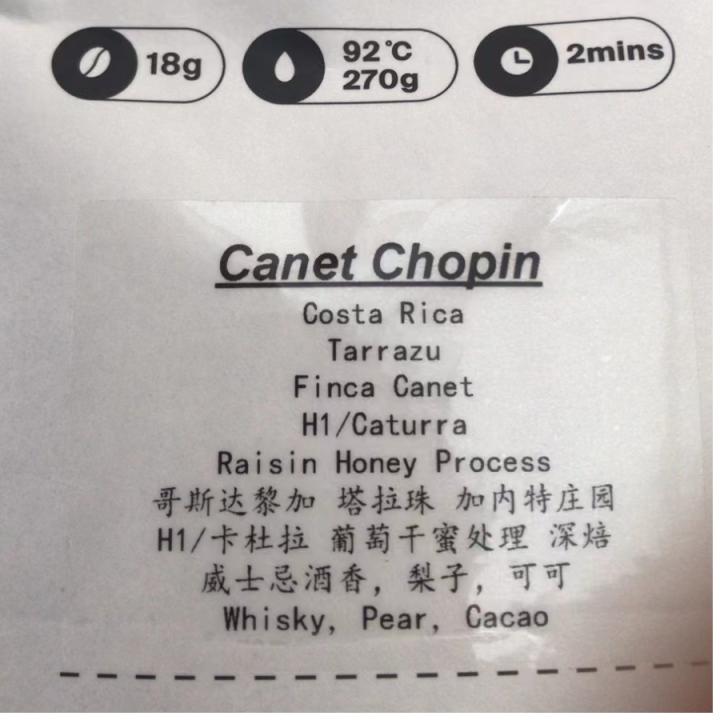 18g
92℃
270g
2mins
Canet Chopin
Costa Rica
Tarrazu
Finca Canet
H1/Caturra
Raisin Honey Process
哥斯达黎加 塔拉珠 加内特庄园
H1/卡杜拉 葡萄干蜜处理 深焙
威士忌酒香, 梨子, 可可
Whisky, Pear, Cacao